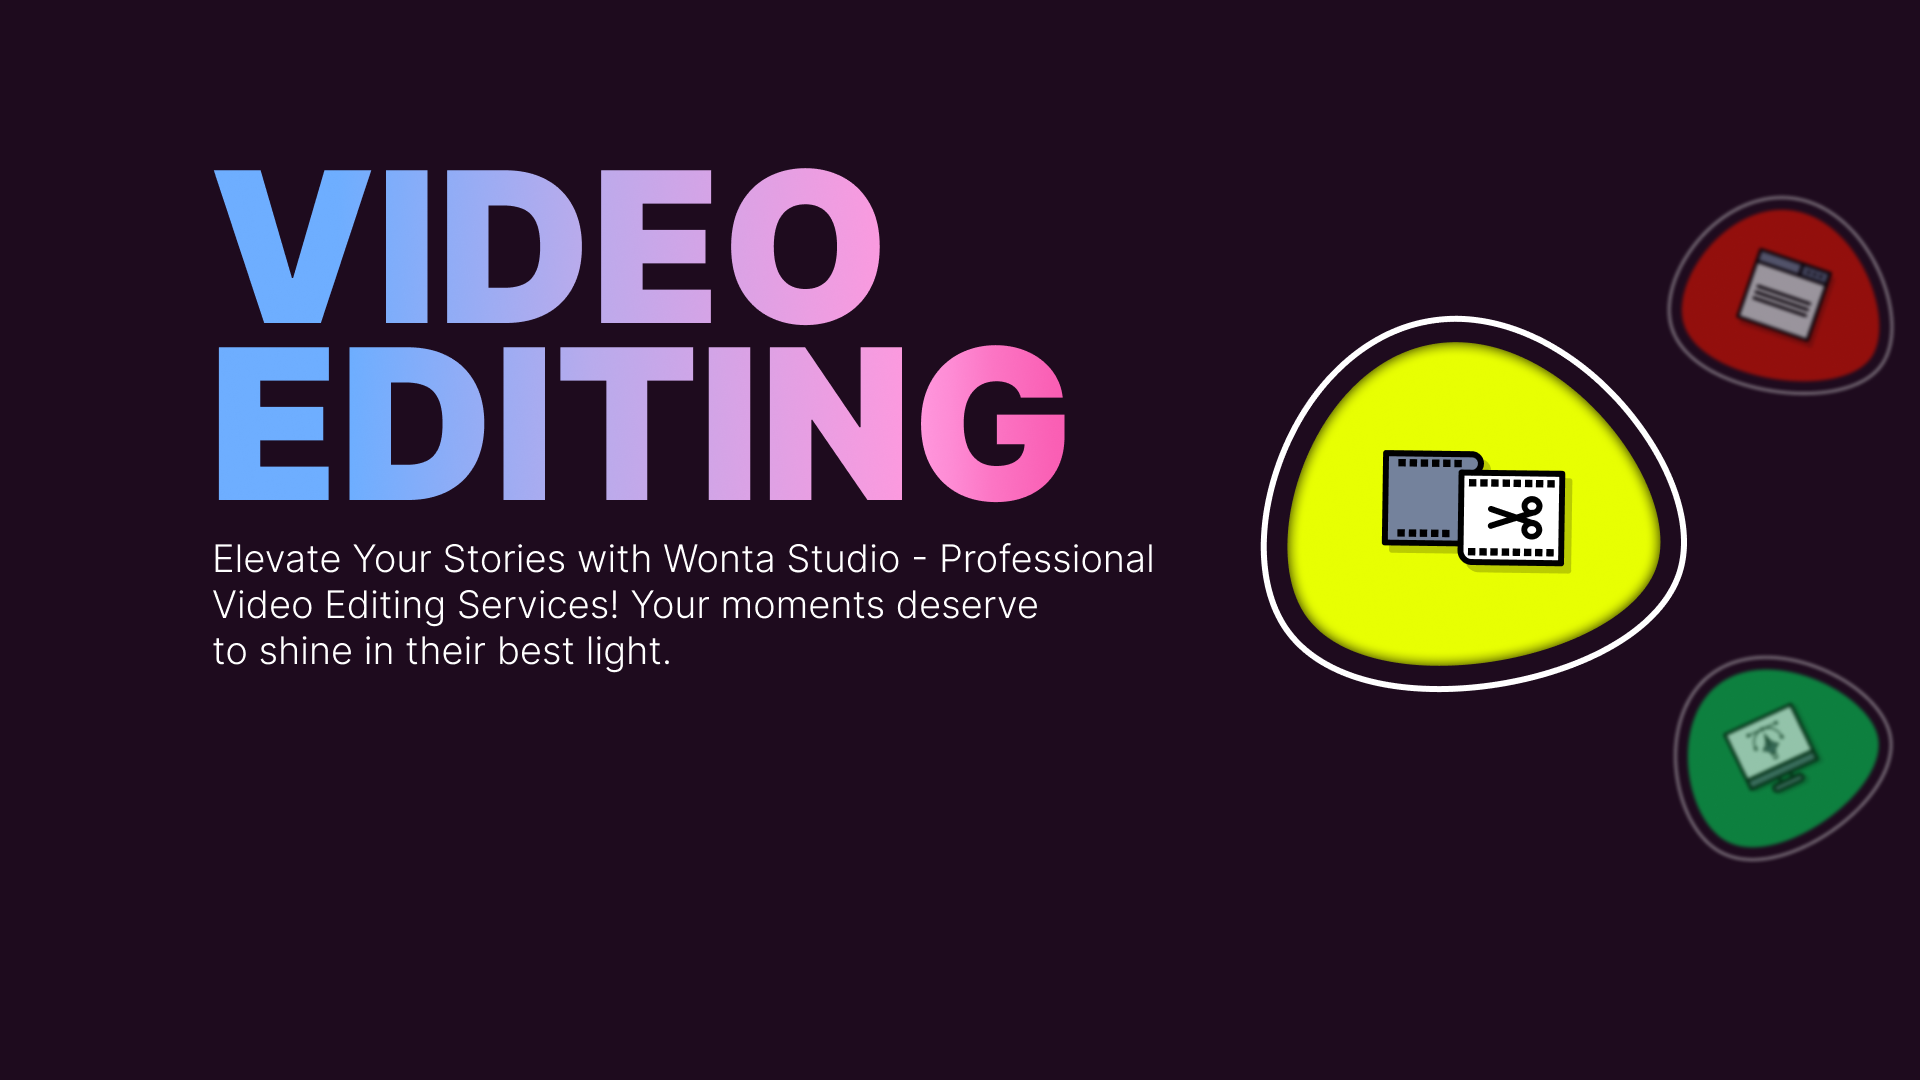 VIDEO
EDITING
Elevate Your Stories with Wonta Studio - Professional
Video Editing Services! Your moments deserve
to shine in their best light.